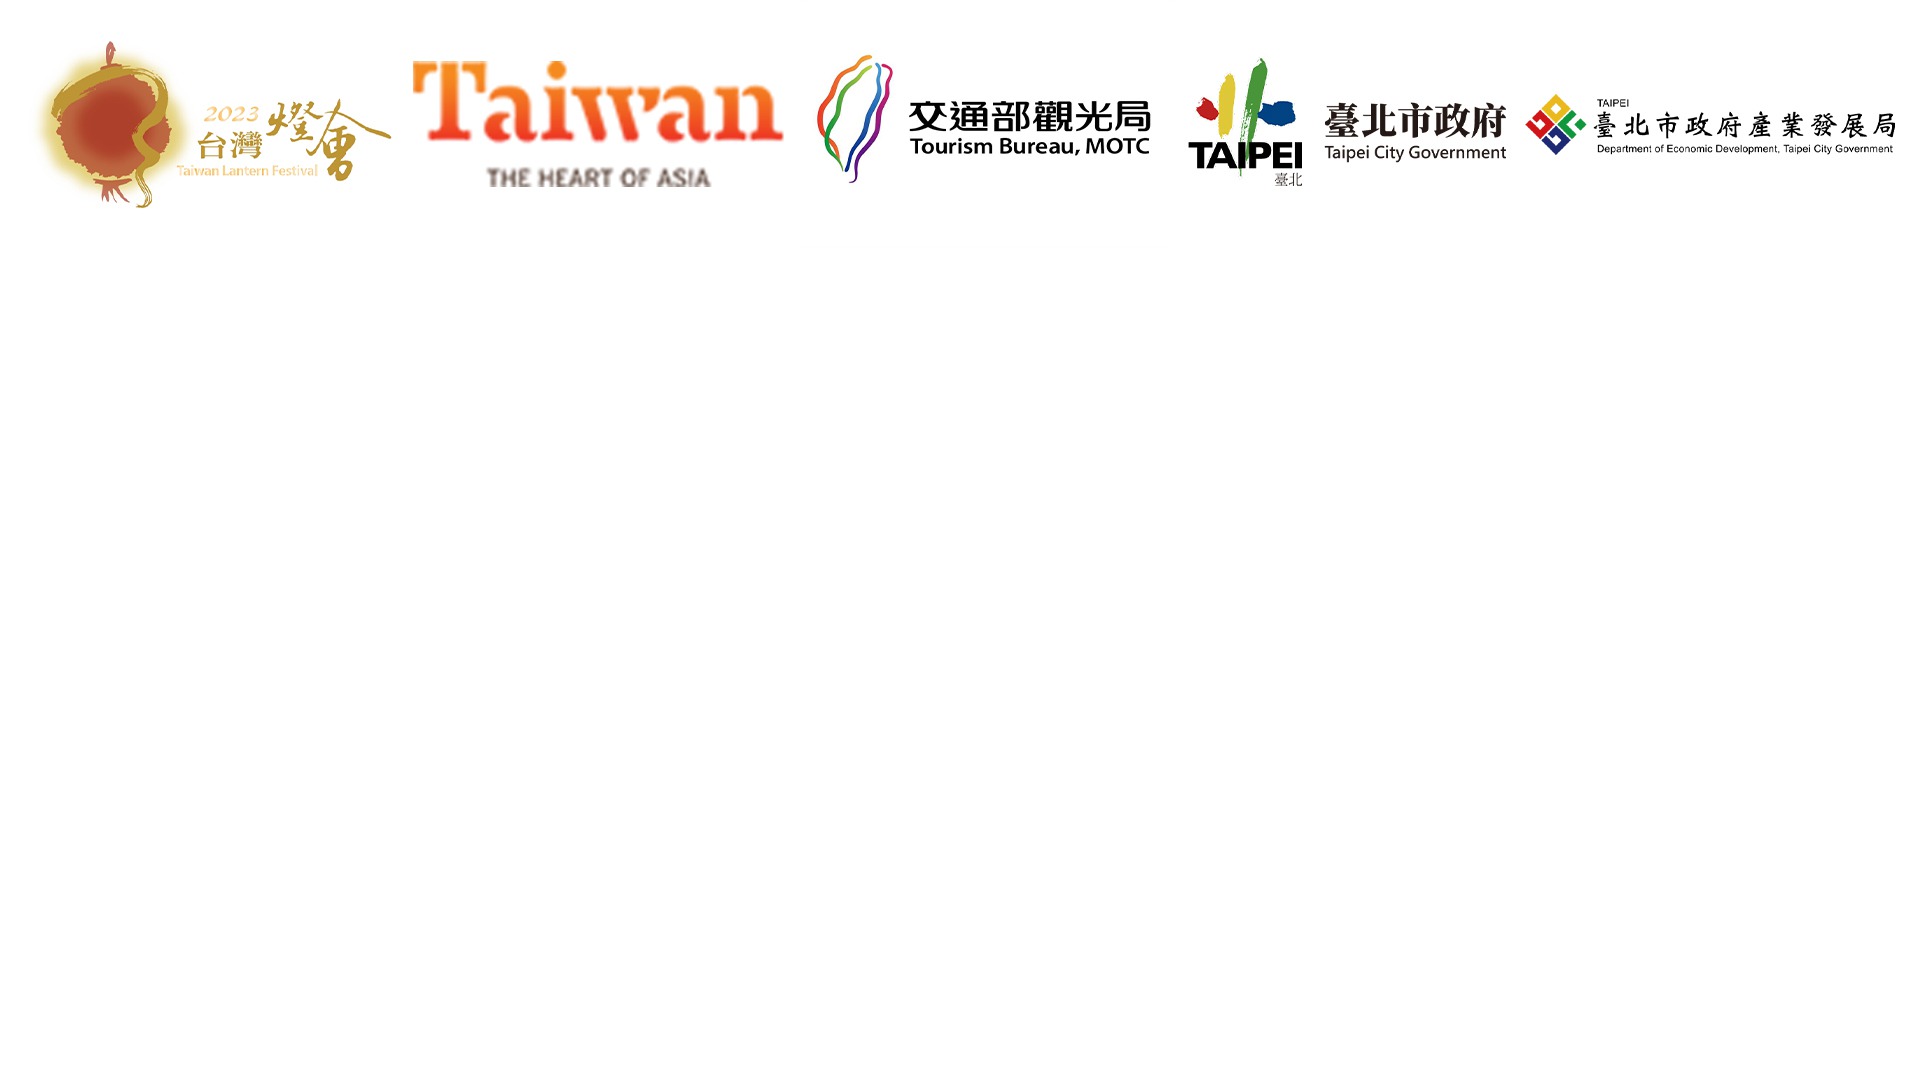 2023
台灣燈會
Taiwan Lantern Festival
Taiwan
THE HEART OF ASIA
交通部觀光局
Tourism Bureau, MOTC
TAIPEI
臺北
臺北市政府
Taipei City Government
TAIPEI
臺北市政府產業發展局
Department of Economic Development, Taipei City Government